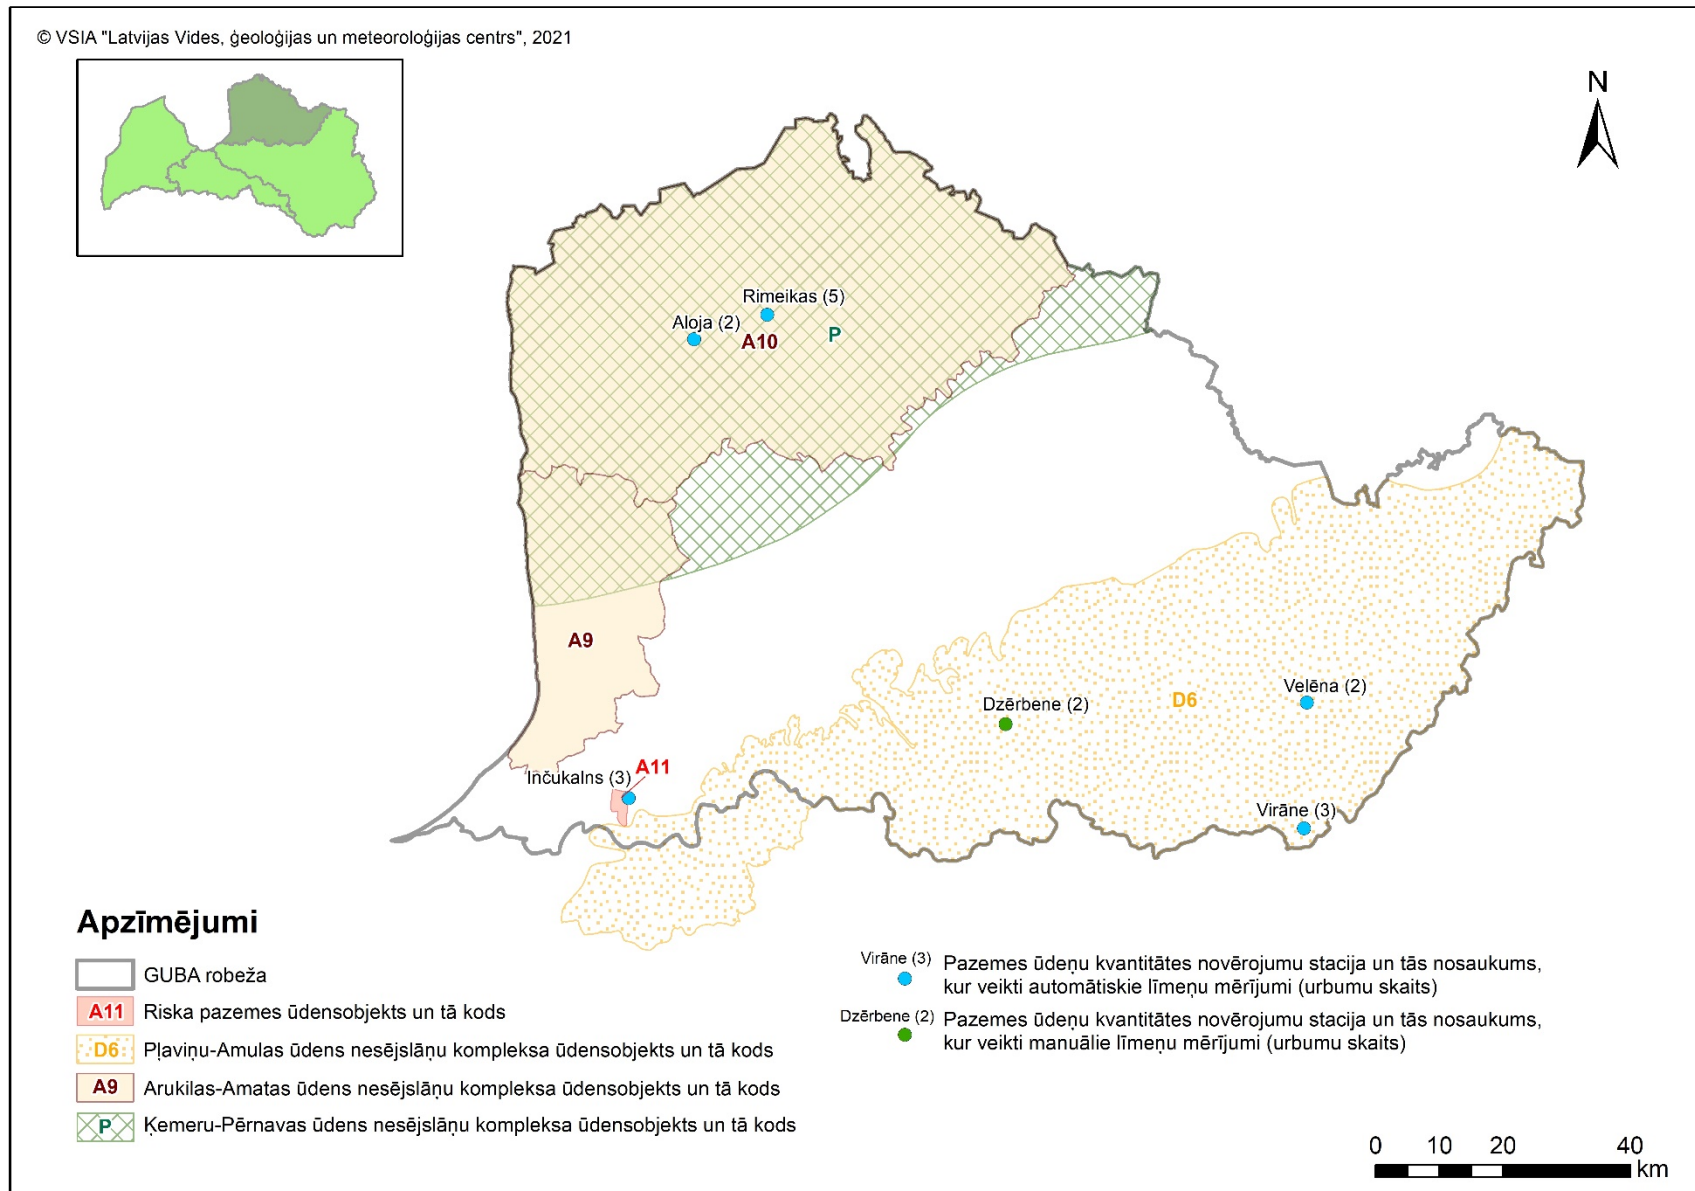 © VSIA "Latvijas Vides, ģeoloģijas un meteoroloģijas centrs", 2021
N
Rimeikas (5)
Aloja (2)
A10
P
A9
Velēna (2)
Dzērbene (2)
D6
A11
Inčukalns (3)
Virāne (3)
Apzīmējumi
GUBA robeža
A11 Riska pazemes ūdensobjekts un tā kods
D6 Pļaviņu-Amulas ūdens nesējslāņu kompleksa ūdensobjekts un tā kods
A9 Arukilas-Amatas ūdens nesējslāņu kompleksa ūdensobjekts un tā kods
P Ķemeru-Pērnavas ūdens nesējslāņu kompleksa ūdensobjekts un tā kods
Virāne (3) Pazemes ūdeņu kvantitātes novērojumu stacija un tās nosaukums,
kur veikti automātiskie līmeņu mērījumi (urbumu skaits)
Dzērbene (2) Pazemes ūdeņu kvantitātes novērojumu stacija un tās nosaukums,
kur veikti manuālie līmeņu mērījumi (urbumu skaits)
0 10 20 40
km